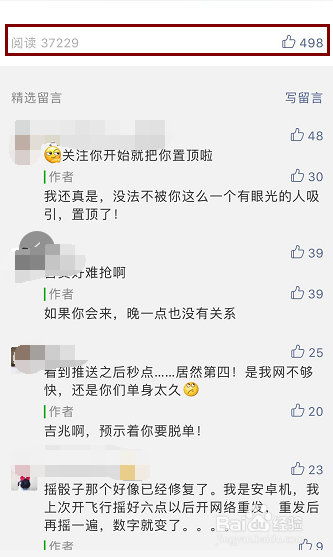 阅读 37229 498
精选留言 写留言
48
关注你开始就把你置顶啦
作者 30
我还真是，没法不被你这么一个有眼光的人吸
引，置顶了！
39
好难抢啊
作者 39
如果你会来，晚一点也没有关系
25
看到推送之后秒点……居然第四！是我网不够
快，还是你们单身太久
作者 20
吉兆啊，预示着你要脱单！
23
摇骰子那个好像已经修复了。我是安卓机，我
上次开飞行摇好六点以后开网络重发，重发后
再摇一遍，数字就变了。。。
作者 9
Baidu 经验